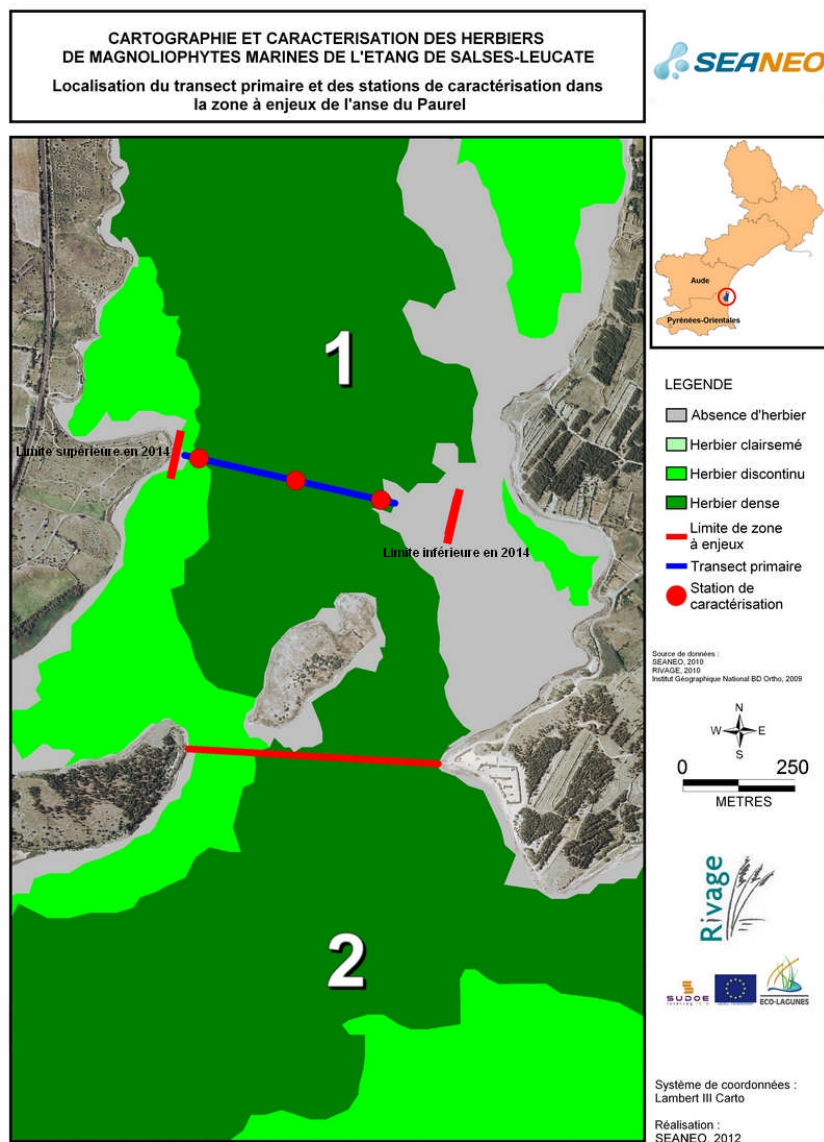 CARTOGRAPHIE ET CARACTERISATION DES HERBIERS
DE MAGNOLIOPHYTES MARINES DE L'ETANG DE SALSES-LEUCATE
Localisation du transect primaire et des stations de caractérisation dans
la zone à enjeux de l'anse du Paurel
SEANEO
Aude
Pyrénées-Orientales
1
Limite supérieure en 2014
Limite inférieure en 2014
2
LEGENDE
Absence d'herbier
Herbier clairsemé
Herbier discontinu
Herbier dense
Limite de zone
à enjeux
Transect primaire
Station de
caractérisation
Source de données :
SEANEO, 2010
RIVAGE, 2010
Institut Géographique National BD Ortho, 2009
N
W E
S
0 250
METRES
Rivage
SUDOE
ECO-LAGUNES
Système de coordonnées :
Lambert III Carto
Réalisation :
SEANEO, 2012